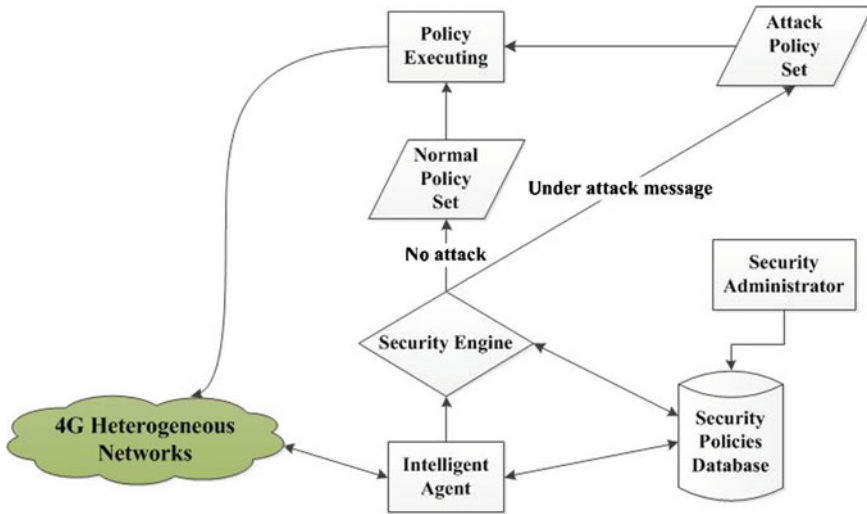 Policy
Executing
Attack
Policy
Set
Normal
Policy
Set
Under attack message
No attack
Security
Administrator
Security Engine
4G Heterogeneous
Networks
Intelligent
Agent
Security
Policies
Database